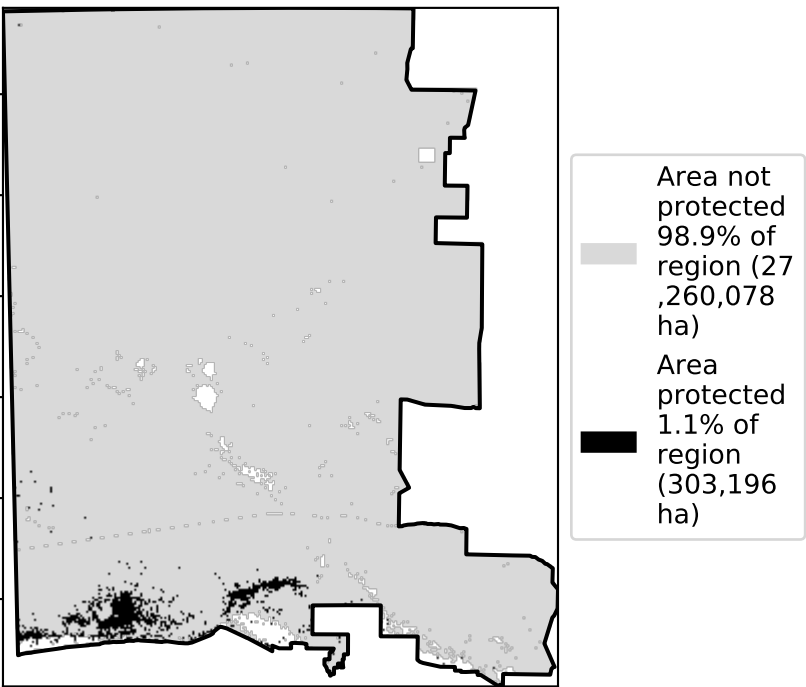 Area not
protected
98.9% of
region (27
,260,078
ha)
Area
protected
1.1% of
region
(303,196
ha)